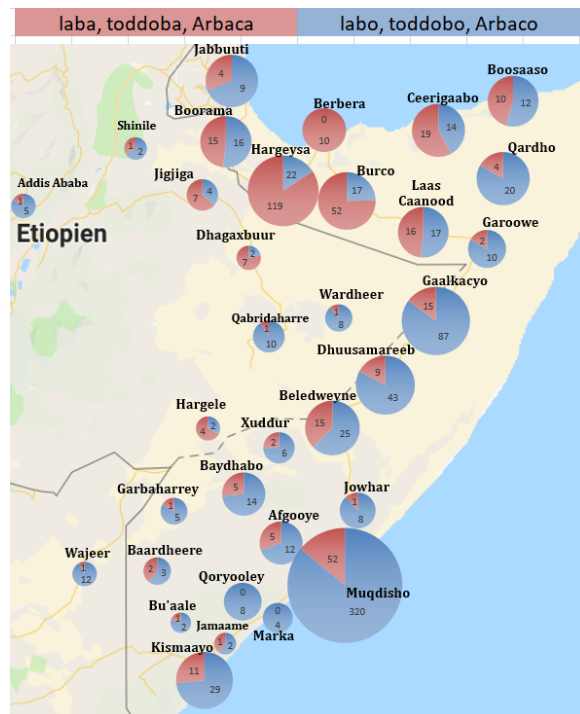 laba, toddoba, Arbaca
labo, toddobo, Arbaco
Jabbuuti
4
9
Boosaaso
10
12
Ceerigaabo
19
14
Berbera
0
10
Boorama
15
16
Shinile
1
2
Hargeysa
22
119
Qardho
4
20
Burco
17
52
Jigjiga
7
4
Addis Ababa
1
5
Laas
Caanood
16
17
Garoowe
2
10
Etiopien
Dhagaxbuur
2
7
Gaalkacyo
15
87
Wardheer
1
8
Qabridaharre
1
10
Dhuusamareeb
9
43
Beledweyne
15
25
Hargele
4
2
Xuddur
2
6
Baydhabo
5
14
Garbaharrey
1
5
Jowhar
1
8
Afgooye
5
12
Wajeer
1
12
Baardheere
2
3
Muqdisho
52
320
Qoryooley
0
8
Bu'aale
1
2
Marka
0
4
Jamaame
1
2
Kismaayo
11
29